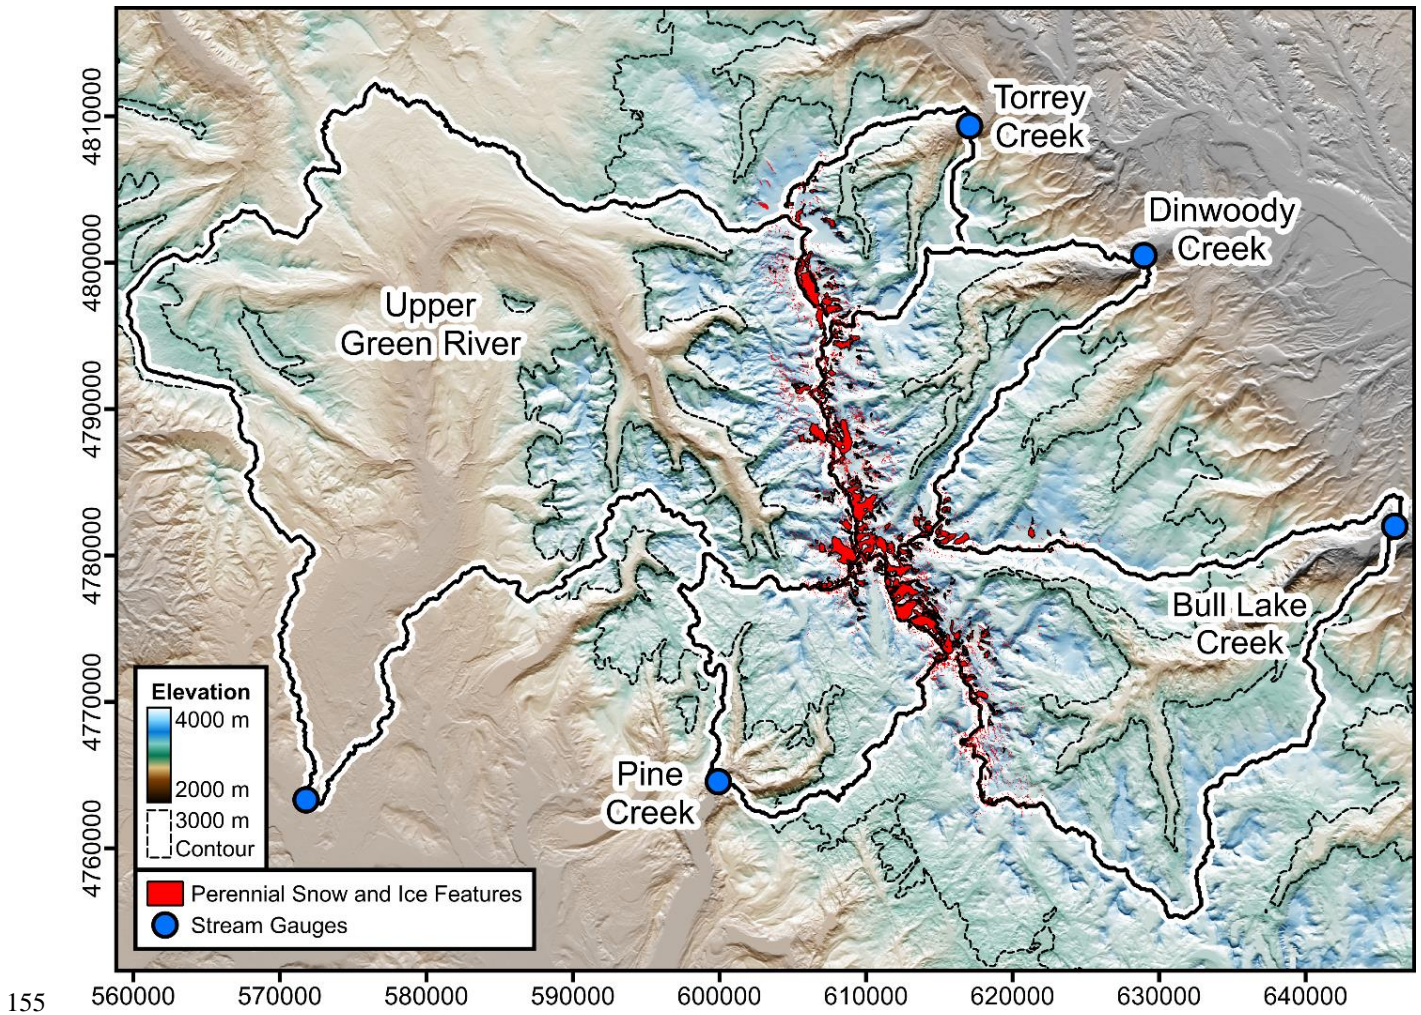 4810000
4800000
4790000
4780000
4770000
4760000
Torrey
Creek
Dinwoody
Creek
Upper
Green River
Bull Lake
Creek
Pine
Creek
Elevation
4000 m
2000 m
3000 m
Contour
Perennial Snow and Ice Features
Stream Gauges
155
560000 570000 580000 590000 600000 610000 620000 630000 640000